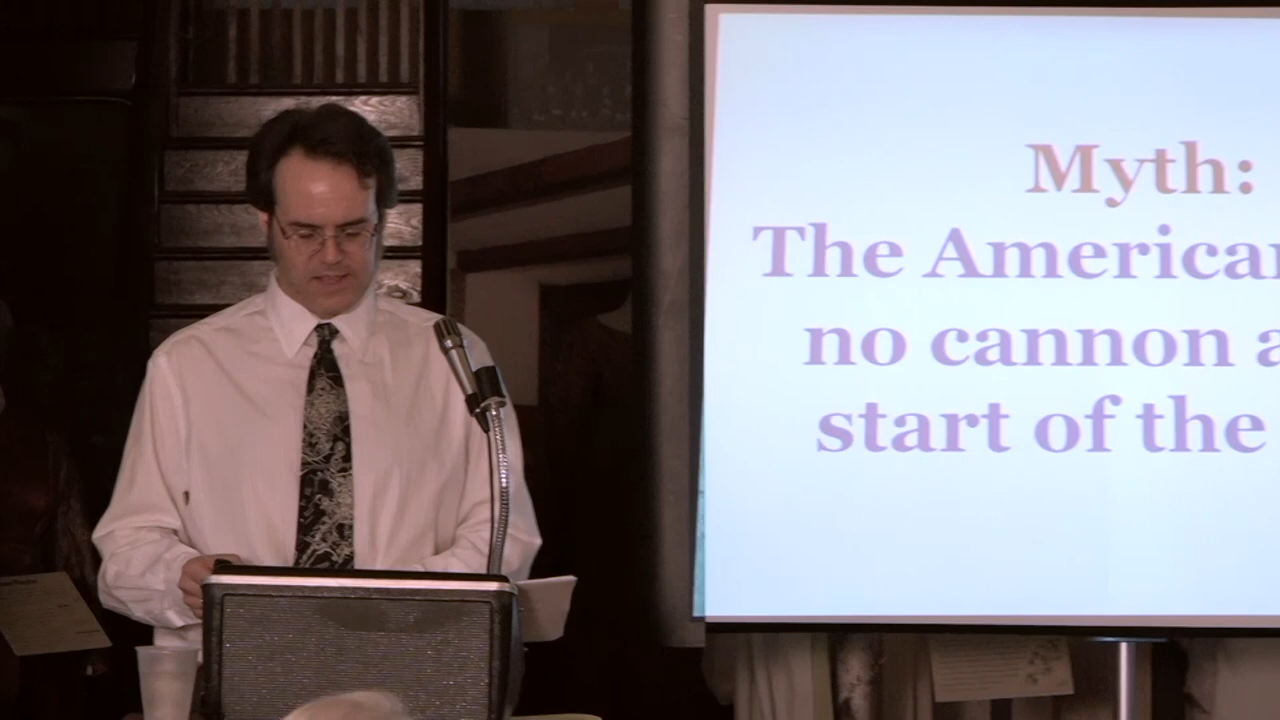 Myth:
The America
no cannon a
start of the